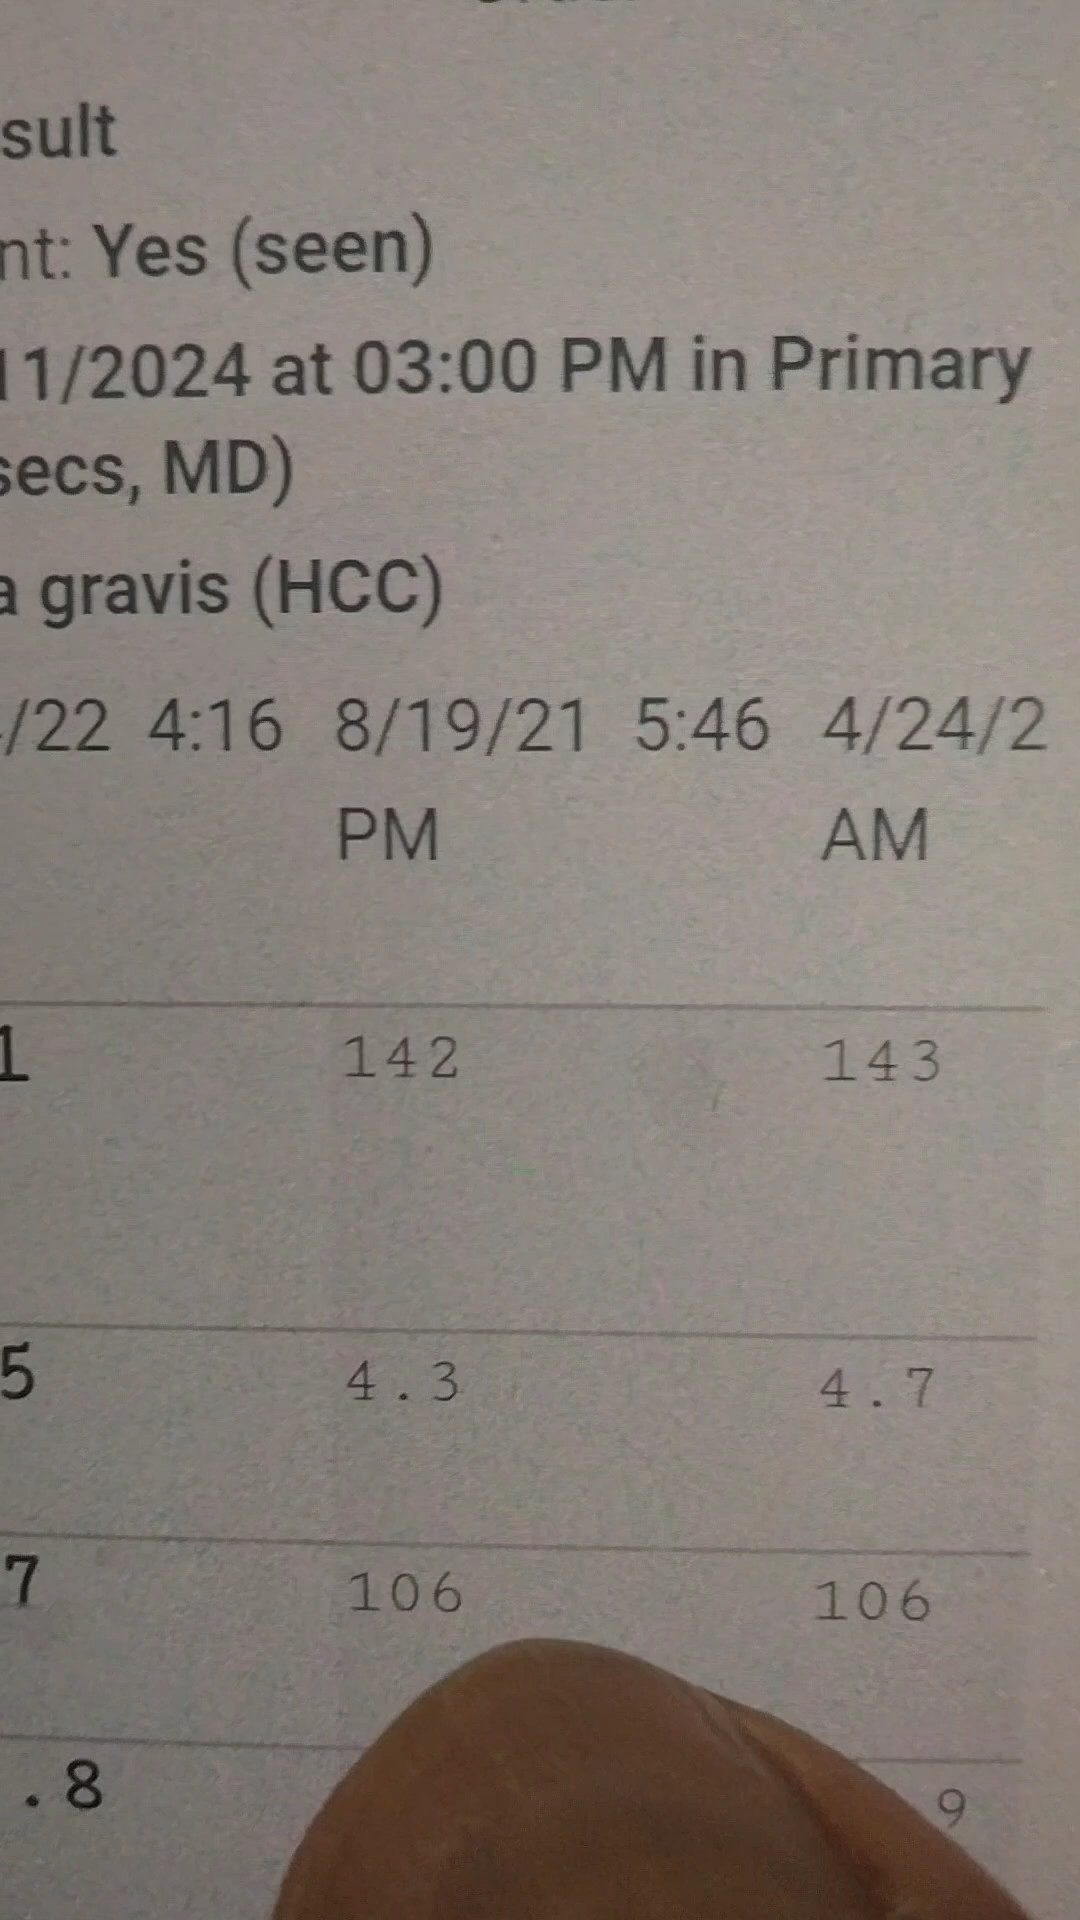 sult
nt: Yes (seen)
11/2024 at 03:00 PM in Primary
secs, MD)
a gravis (HCC)
/22 4:16 8/19/21 5:46 4/24/2
PM AM
1 142 143
5 4.3 4.7
7 106 106
.8 9